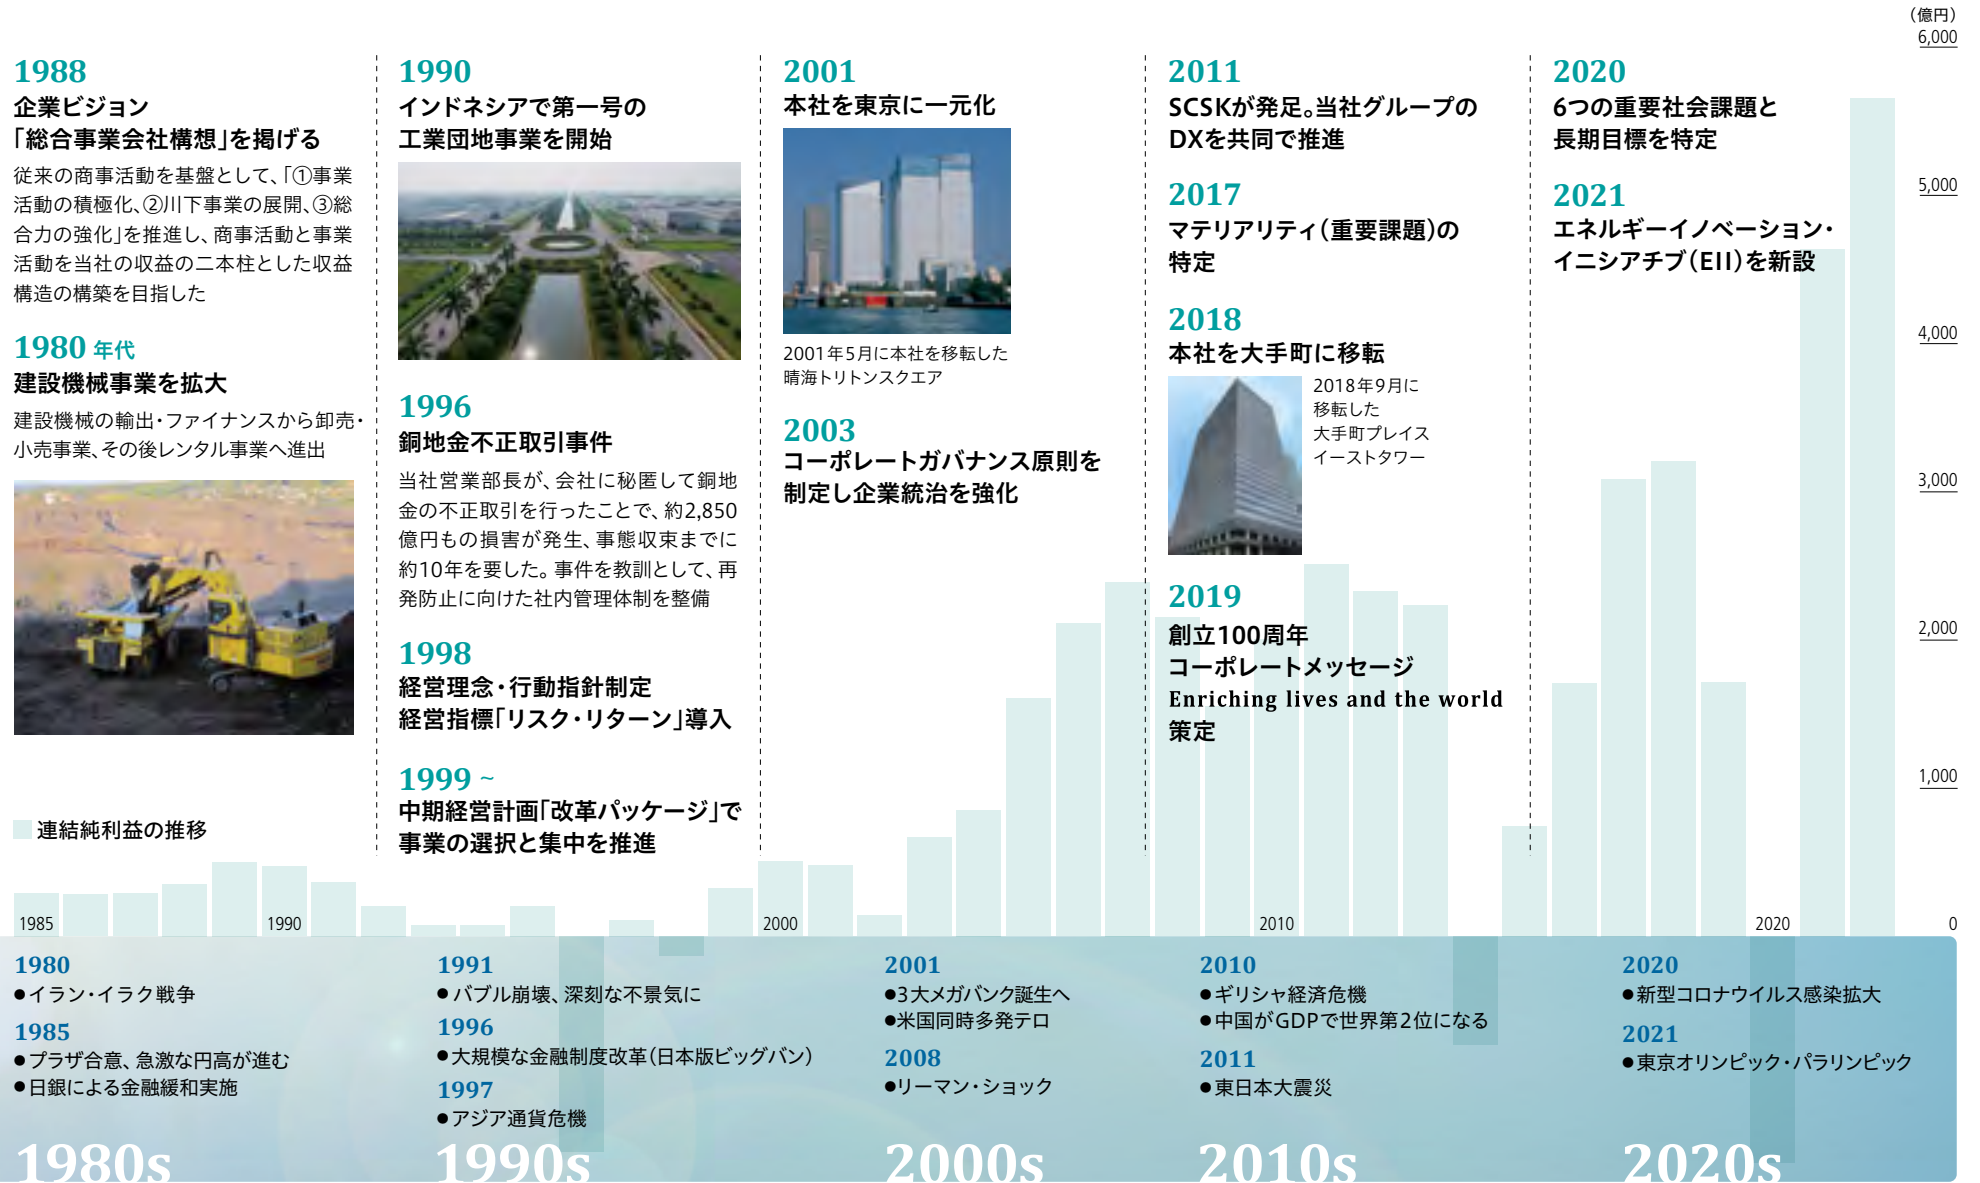 1988
企業ビジョン
「総合事業会社構想」を掲げる
従来の商事活動を基盤として、「①事業
活動の積極化、②川下事業の展開、③総
合力の強化」を推進し、商事活動と事業
活動を当社の収益の二本柱とした収益
構造の構築を目指した
1980 年代
建設機械事業を拡大
建設機械の輸出・ファイナンスから卸売・
小売事業、その後レンタル事業へ進出
連結純利益の推移
1990
インドネシアで第一号の
工業団地事業を開始
1996
銅地金不正取引事件
当社営業部長が、会社に秘匿して銅地
金の不正取引を行ったことで、約2,850
億円もの損害が発生、事態収束までに
約10年を要した。事件を教訓として、再
発防止に向けた社内管理体制を整備
1998
経営理念・行動指針制定
経営指標「リスク・リターン」導入
1999 ~
中期経営計画「改革パッケージ」で
事業の選択と集中を推進
2001
本社を東京に一元化
2001年5月に本社を移転した
晴海トリトンスクエア
2003
コーポレートガバナンス原則を
制定し企業統治を強化
2011
SCSKが発足。当社グループの
DXを共同で推進
2017
マテリアリティ（重要課題）の
特定
2018
本社を大手町に移転
2018年9月に
移転した
大手町プレイス
イーストタワー
2019
創立100周年
コーポレートメッセージ
Enriching lives and the world
策定
2020
6つの重要社会課題と
長期目標を特定
2021
エネルギーイノベーション・
イニシアチブ（EII）を新設
（億円）
6,000
5,000
4,000
3,000
2,000
1,000
0
1985
1990
2000
2010
2020
1980
●イラン・イラク戦争
1985
●プラザ合意、急激な円高が進む
●日銀による金融緩和実施
1980s
1991
●バブル崩壊、深刻な不景気に
1996
●大規模な金融制度改革（日本版ビッグバン）
1997
●アジア通貨危機
1990s
2001
●3大メガバンク誕生へ
●米国同時多発テロ
2008
●リーマン・ショック
2000s
2010
●ギリシャ経済危機
●中国がGDPで世界第2位になる
2011
●東日本大震災
2010s
2020
●新型コロナウイルス感染拡大
2021
●東京オリンピック・パラリンピック
2020s